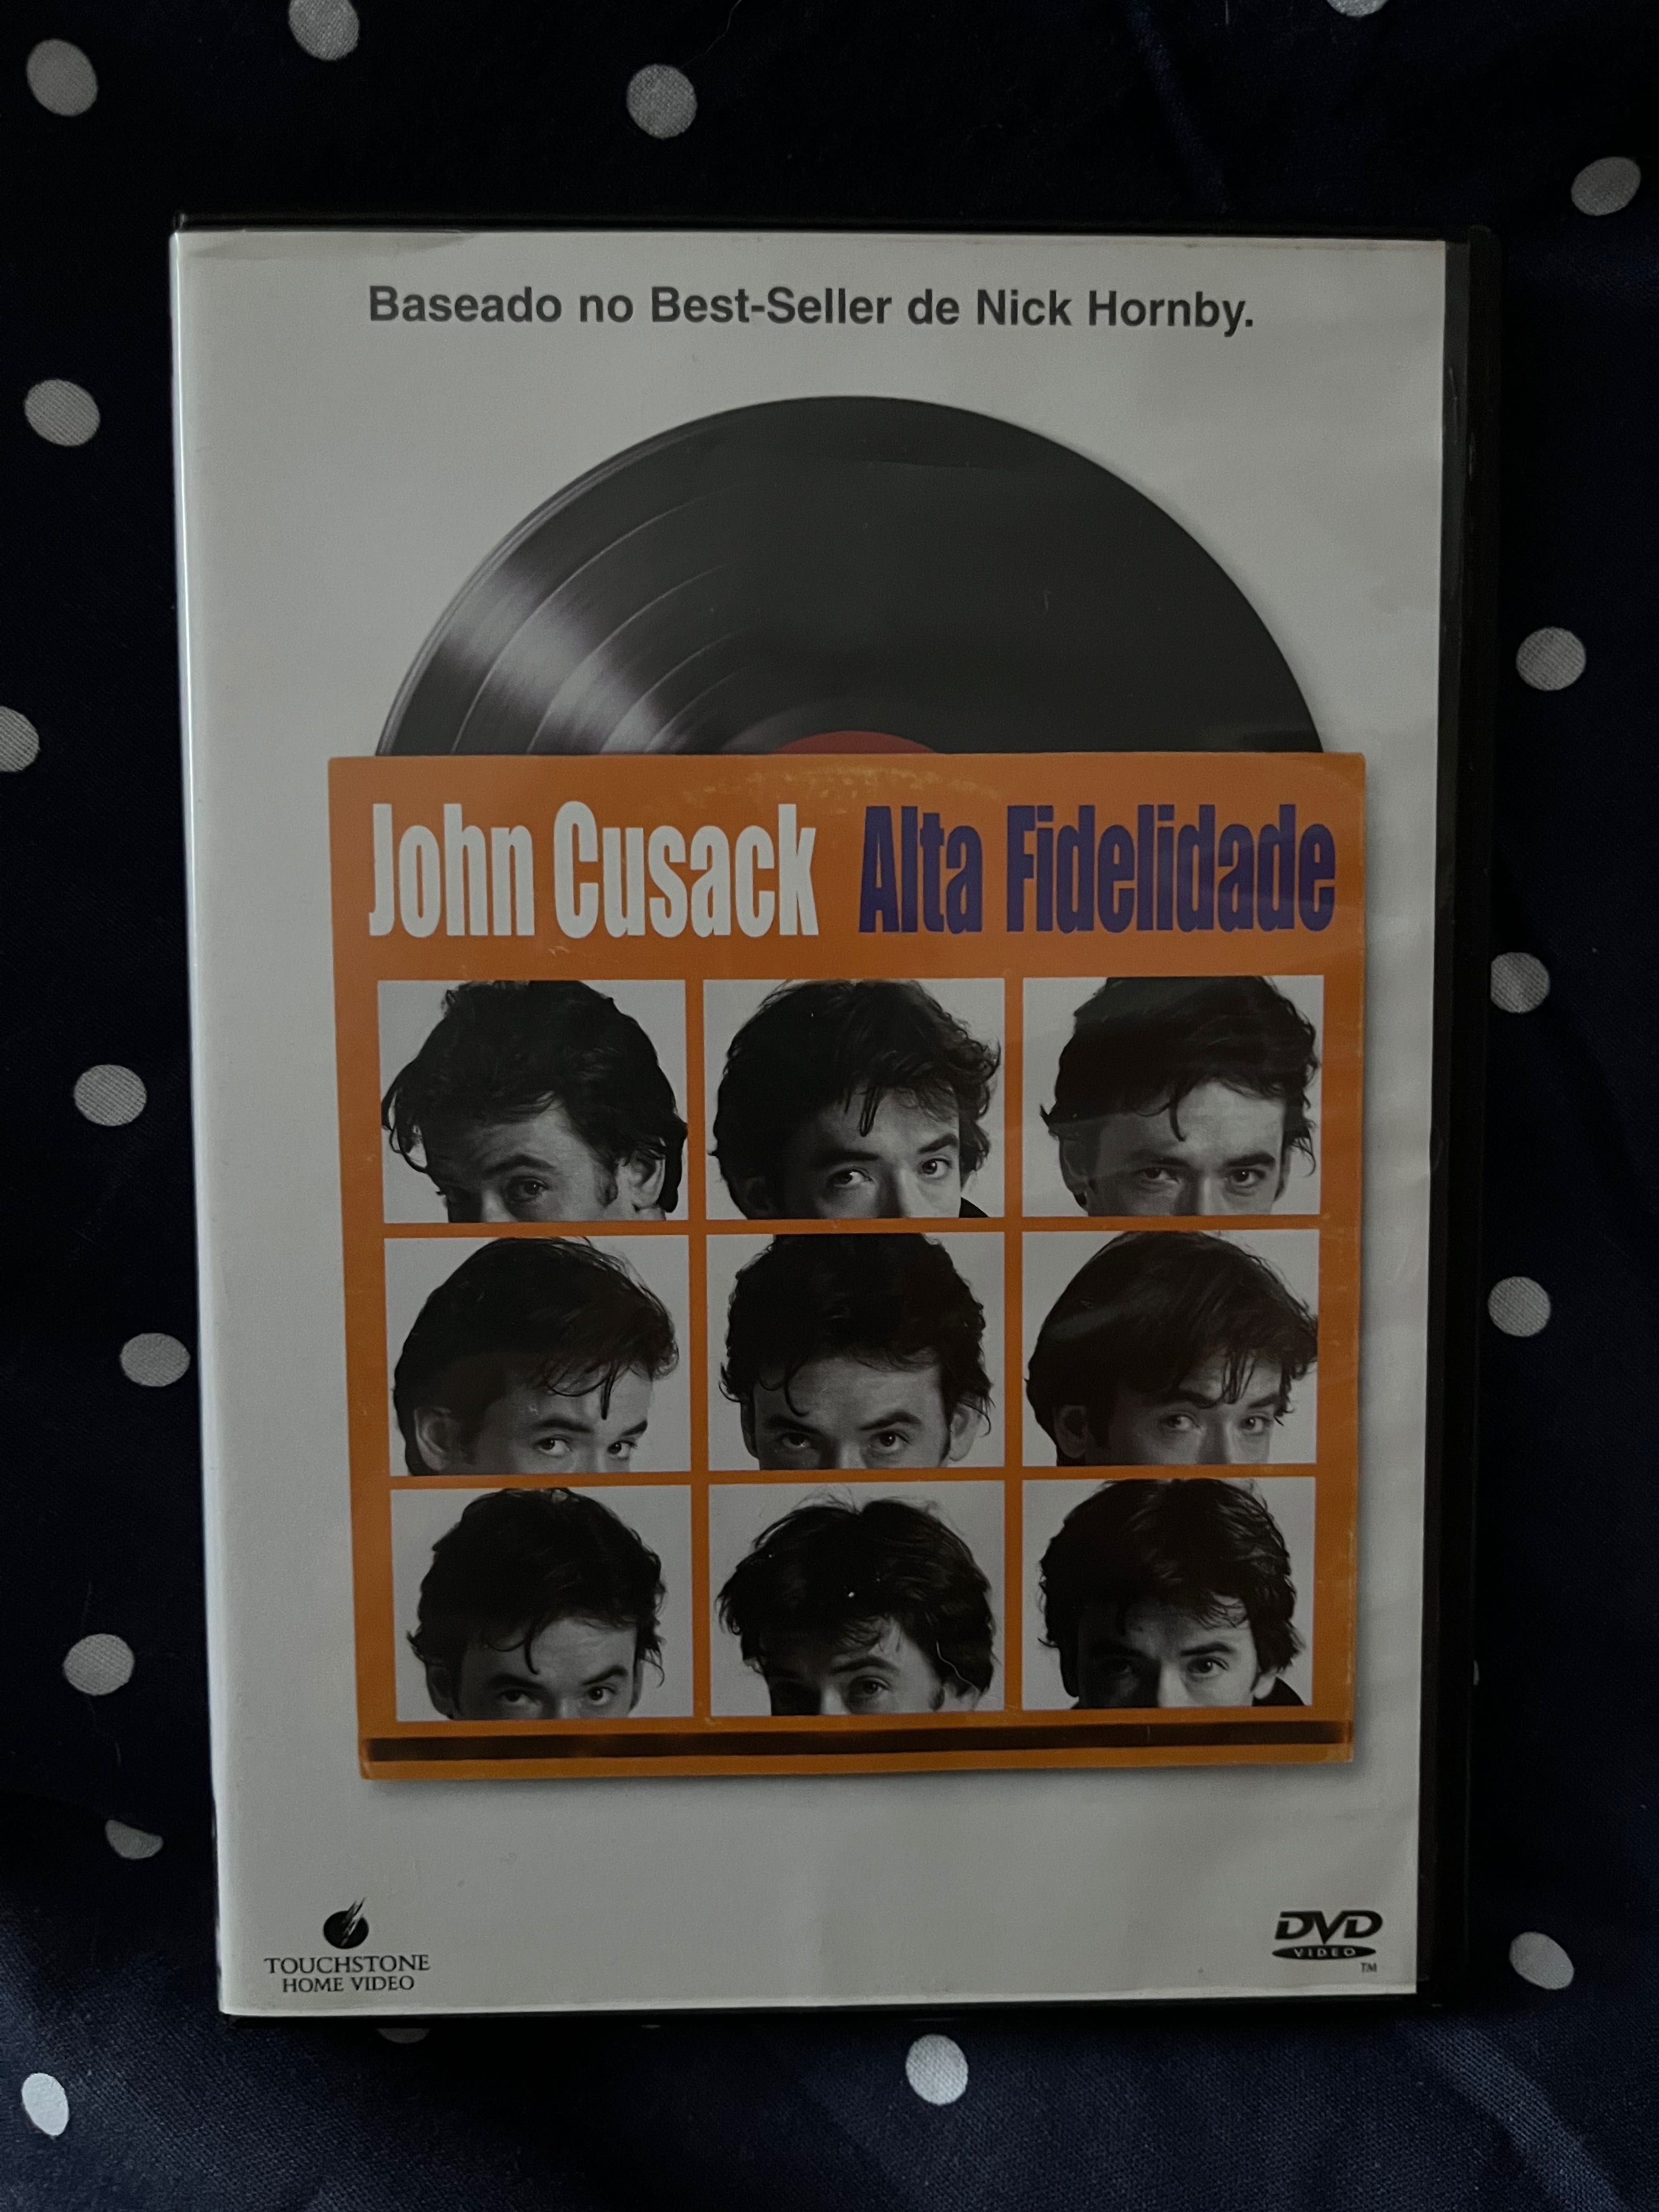 Baseado no Best-Seller de Nick Hornby.
John Cusack Alta Fidelidade
TOUCHSTONE
HOME VIDEO
DVD
VIDEO
TM